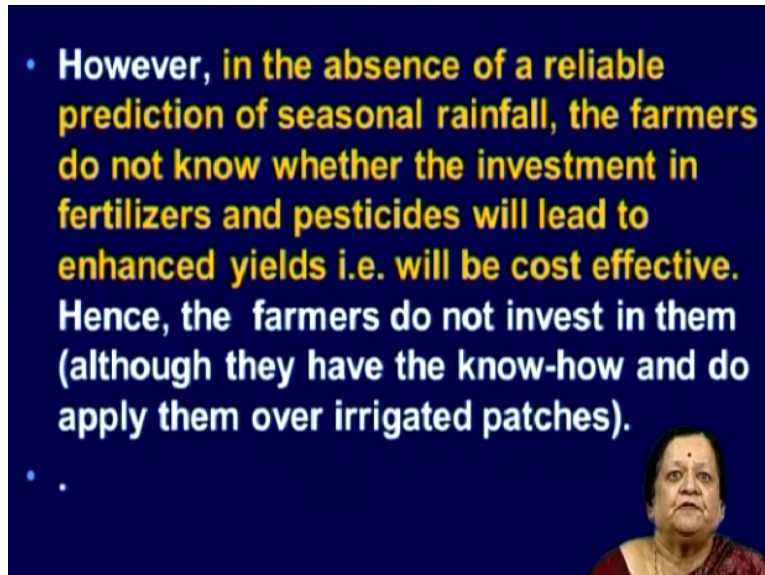 • However, in the absence of a reliable
prediction of seasonal rainfall, the farmers
do not know whether the investment in
fertilizers and pesticides will lead to
enhanced yields i.e. will be cost effective.
Hence, the farmers do not invest in them
(although they have the know-how and do
apply them over irrigated patches).
• .